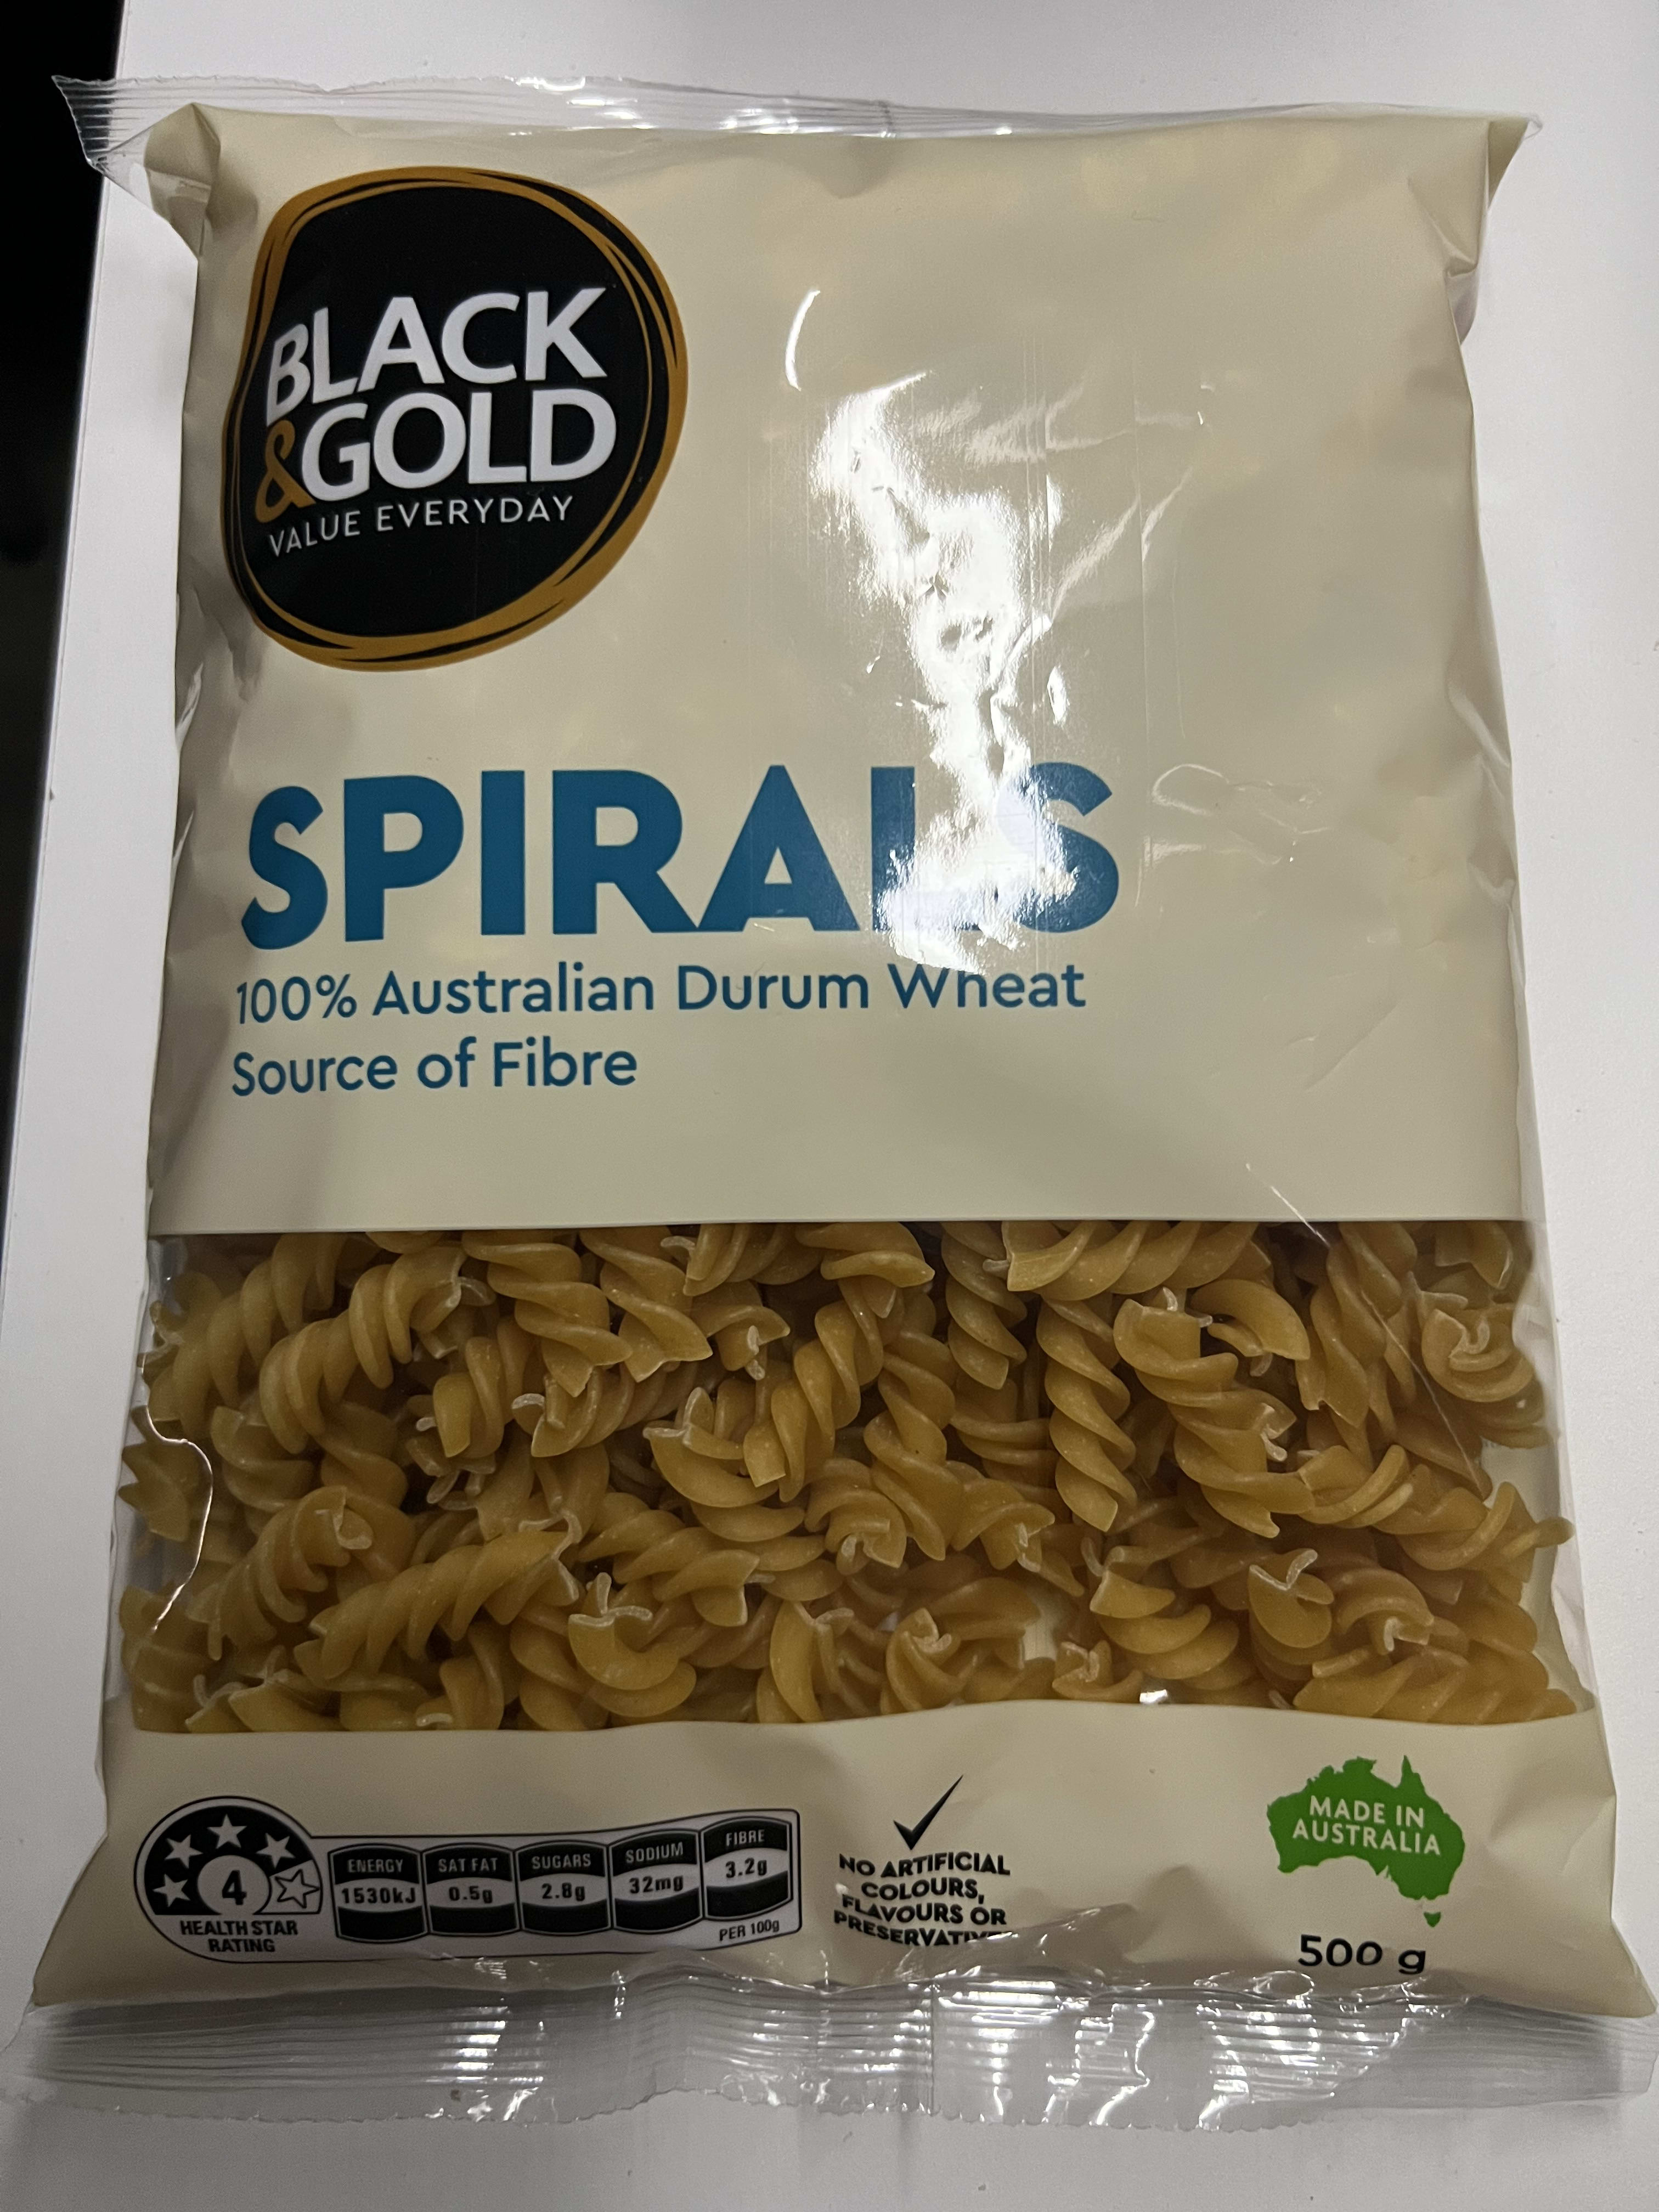 BLACK
&GOLD
VALUE EVERYDAY
SPIRALS
100% Australian Durum Wheat
Source of Fibre
4
HEALTH STAR
RATING
ENERGY
1530kJ
SAT FAT
0.5g
SUGARS
2.8g
SODIUM
32mg
FIBRE
3.2g
PER 100g
NO ARTIFICIAL
COLOURS,
FLAVOURS OR
PRESERVATIVES
MADE IN
AUSTRALIA
500 g